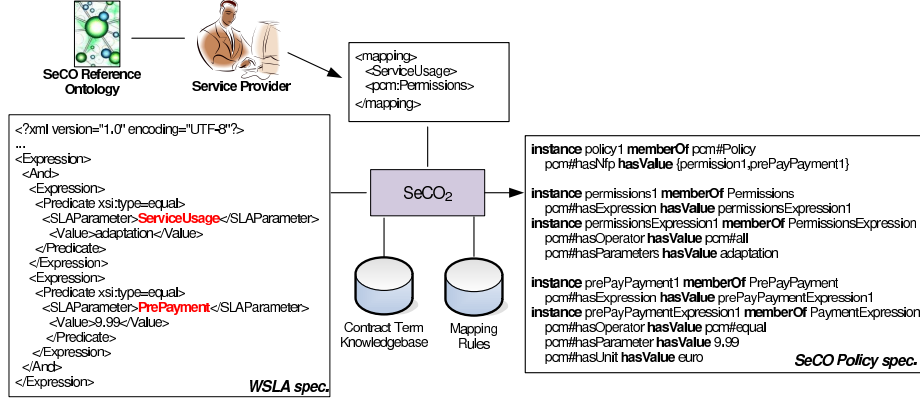 SeCO Reference
Ontology
Service Provider
<mapping>
<ServiceUsage>
<pcm:Permissions>
</mapping>
<?xml version="1.0" encoding="UTF-8"?>
...
<Expression>
<And>
<Expression>
<Predicate xsi:type=equal>
<SLAParameter>ServiceUsage</SLAParameter>
<Value>adaptation</Value>
</Predicate>
</Expression>
<Expression>
<Predicate xsi:type=equal>
<SLAParameter>PrePayment</SLAParameter>
<Value>9.99</Value>
</Predicate>
</Expression>
</And>
</Expression>
WSLA spec.
SeCO2
Contract Term
Knowledgebase
Mapping
Rules
instance policy1 memberOf pcm#Policy
pcm#hasNfp hasValue {permission1,prePayPayment1}
instance permissions1 memberOf Permissions
pcm#hasExpression hasValue permissionsExpression1
instance permissionsExpression1 memberOf PermissionsExpression
pcm#hasOperator hasValue pcm#all
pcm#hasParameters hasValue adaptation
instance prePayPayment1 memberOf PrePayPayment
pcm#hasExpression hasValue prePayPaymentExpression1
instance prePayPaymentExpression1 memberOf PaymentExpression
pcm#hasOperator hasValue pcm#equal
pcm#hasParameter hasValue 9.99
pcm#hasUnit hasValue euro
SeCO Policy spec.